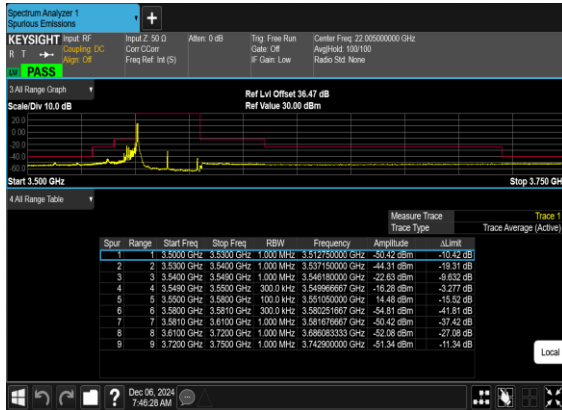 Spectrum Analyzer 1
Spurious Emissions
KEYSIGHT Input: RF Input Z: 50 Ω Atten: 0 dB Trig: Free Run Center Freq: 22.005000000 GHz
R T Coupling: DC Corr CCorr Gate: Off Avg|Hold: 100/100
Align: Off Freq Ref: Int (S) IF Gain: Low Radio Std: None
LM PASS
3 All Range Graph
Ref Lvl Offset 36.47 dB
Scale/Div 10.0 dB Ref Value 30.00 dBm
20.0
0.00
-20.0
-40.0
-60.0
Start 3.500 GHz Stop 3.750 GH
4 All Range Table
Measure Trace Trace 1
Trace Type Trace Average (Active)
Spur Range Start Freq Stop Freq RBW Frequency Amplitude ΔLimit
1 1 3.5000 GHz 3.5300 GHz 1.000 MHz 3.512750000 GHz -50.42 dBm -10.42 dB
2 2 3.5300 GHz 3.5400 GHz 1.000 MHz 3.537150000 GHz -44.31 dBm -19.31 dB
3 3 3.5400 GHz 3.5490 GHz 1.000 MHz 3.546180000 GHz -22.63 dBm -9.632 dB
4 4 3.5490 GHz 3.5500 GHz 300.0 kHz 3.549966667 GHz -16.28 dBm -3.277 dB
5 5 3.5500 GHz 3.5800 GHz 100.0 kHz 3.551050000 GHz 14.48 dBm -15.52 dB
6 6 3.5800 GHz 3.5810 GHz 300.0 kHz 3.580251667 GHz -54.81 dBm -41.81 dB
7 7 3.5810 GHz 3.6100 GHz 1.000 MHz 3.581676667 GHz -50.42 dBm -37.42 dB
8 8 3.6100 GHz 3.7200 GHz 1.000 MHz 3.686083333 GHz -52.08 dBm -27.08 dB
9 9 3.7200 GHz 3.7500 GHz 1.000 MHz 3.742900000 GHz -51.34 dBm -11.34 dB
Local
? Dec 06, 2024
7:46:28 AM